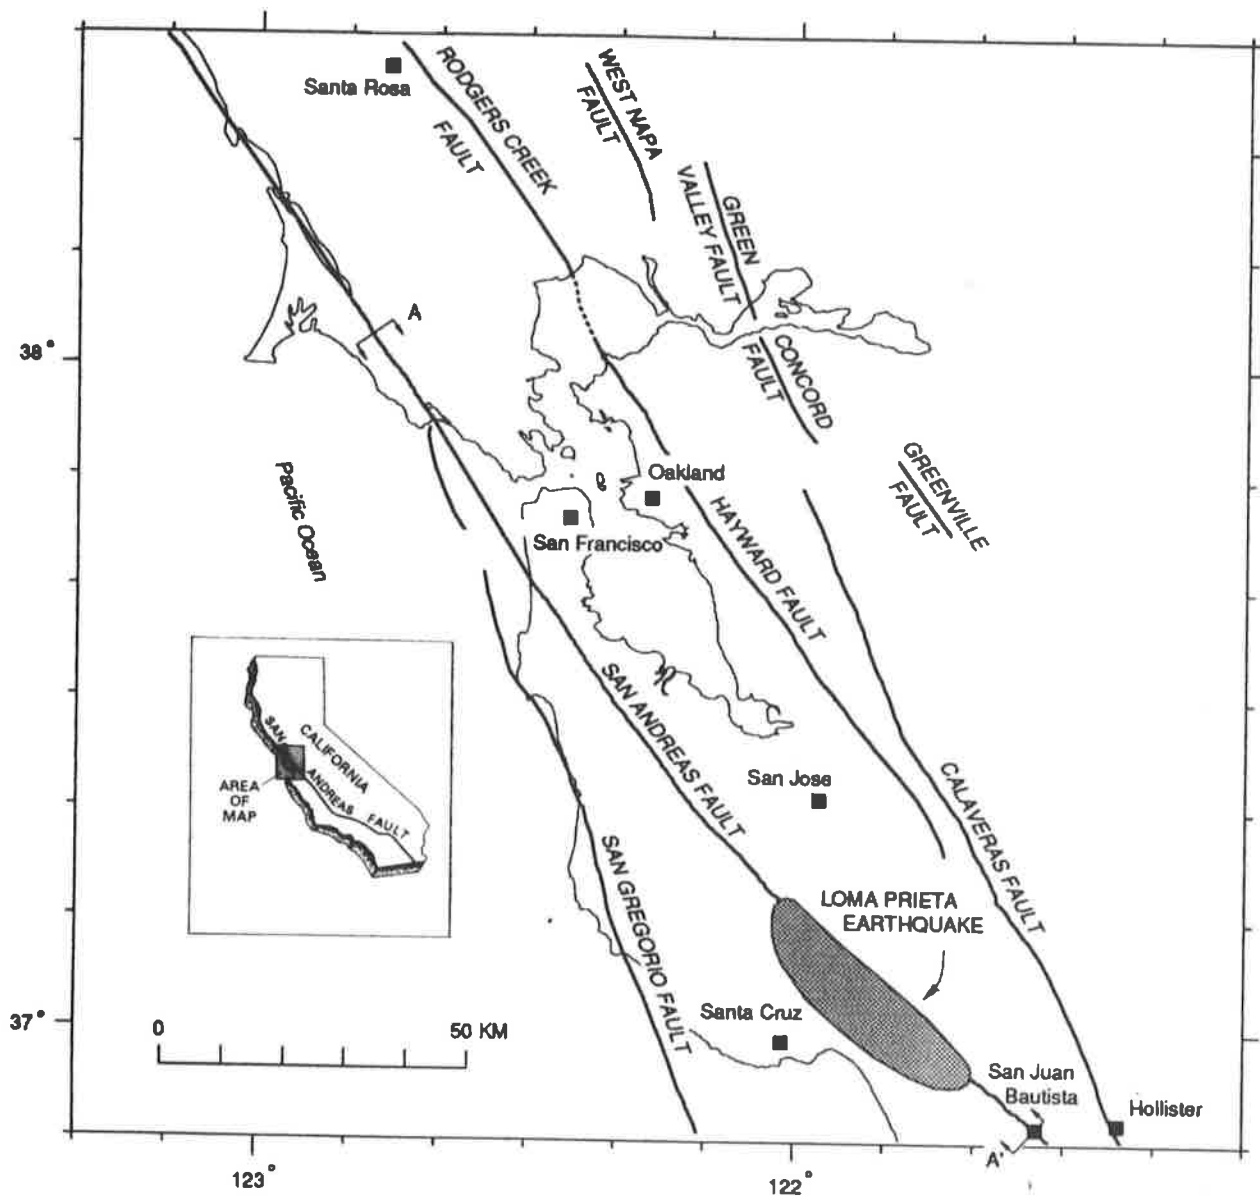 Santa Rosa
RODGERS CREEK
FAULT
WEST NAPA
FAULT
GREEN
VALLEY FAULT
A
38°
CONCORD
FAULT
GREENVILLE
FAULT
Pacific Ocean
Oakland
San Francisco
HAYWARD FAULT
SAN ANDREAS FAULT
San Jose
CALAVERAS FAULT
SAN
ANDREAS
FAULT
CALIFORNIA
AREA
OF
MAP
SAN GREGORIO FAULT
LOMA PRIETA
EARTHQUAKE
37°
0
50 KM
Santa Cruz
San Juan
Bautista
Hollister
A'
123°
122°